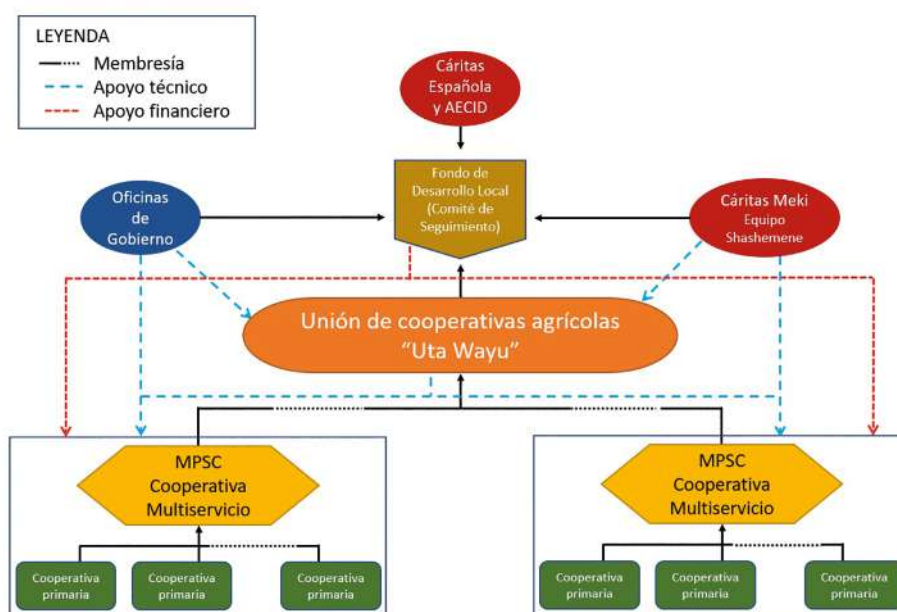 LEYENDA
Membresía
Apoyo técnico
Apoyo financiero
Cáritas
Española
y AECID
Oficinas
de
Gobierno
Fondo de
Desarrollo Local
(Comité de
Seguimiento)
Cáritas Meki
Equipo
Shashemene
Unión de cooperativas agrícolas
“Uta Wayu”
MPSC
Cooperativa
Multiservicio
MPSC
Cooperativa
Multiservicio
Cooperativa
primaria
Cooperativa
primaria
Cooperativa
primaria
Cooperativa
primaria
Cooperativa
primaria
Cooperativa
primaria